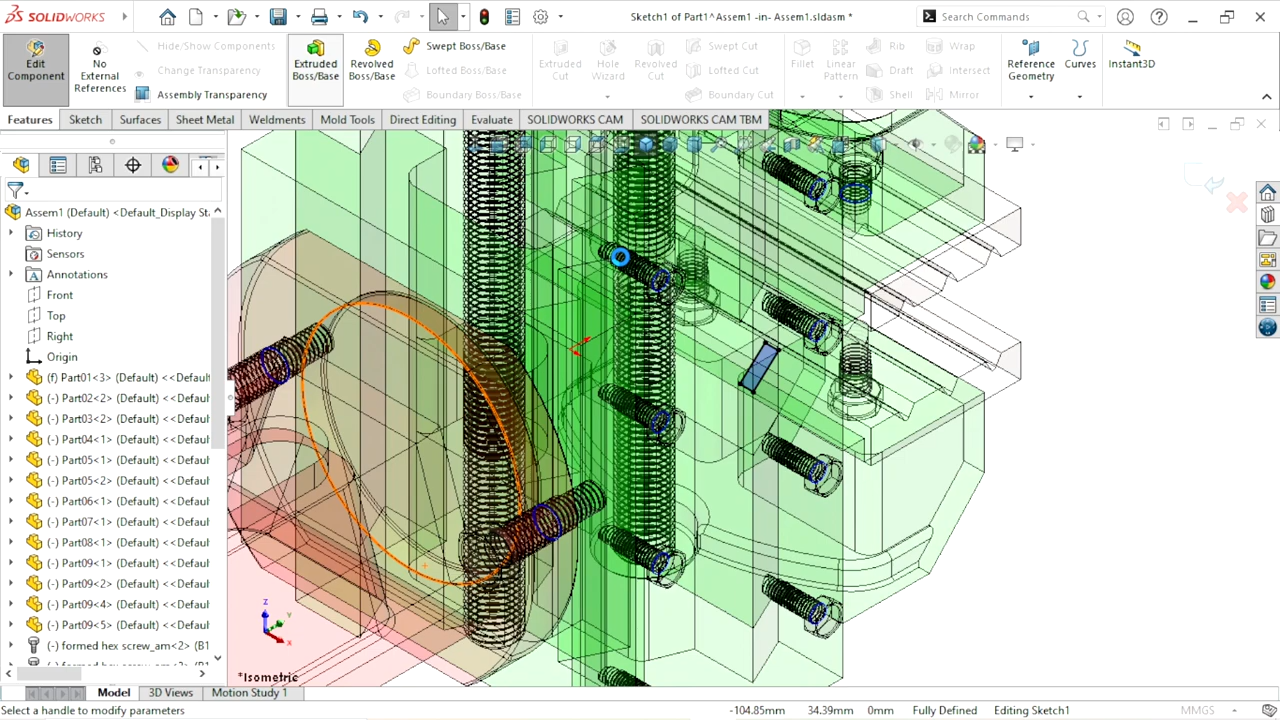 SOLIDWORKS
Sketch1 of Part1^Assem1 -in- Assem1.sldasm *
Search Commands
Edit Component
No External References
Hide/Show Components
Change Transparency
Assembly Transparency
Extruded Boss/Base
Revolved Boss/Base
Swept Boss/Base
Lofted Boss/Base
Boundary Boss/Base
Extruded Cut
Hole Wizard
Revolved Cut
Swept Cut
Lofted Cut
Boundary Cut
Fillet
Linear Pattern
Rib
Draft
Shell
Wrap
Intersect
Mirror
Reference Geometry
Curves
Instant3D
Features
Sketch
Surfaces
Sheet Metal
Weldments
Mold Tools
Direct Editing
Evaluate
SOLIDWORKS CAM
SOLIDWORKS CAM TBM
Assem1 (Default) <Default_Display St
History
Sensors
Annotations
Front
Top
Right
Origin
(f) Part01<3> (Default) <<Default
(-) Part02<2> (Default) <<Defaul
(-) Part03<2> (Default) <<Defaul
(-) Part04<1> (Default) <<Defaul
(-) Part05<1> (Default) <<Defaul
(-) Part05<2> (Default) <<Defaul
(-) Part06<1> (Default) <<Defaul
(-) Part07<1> (Default) <<Defaul
(-) Part08<1> (Default) <<Defaul
(-) Part09<1> (Default) <<Defaul
(-) Part09<2> (Default) <<Defaul
(-) Part09<4> (Default) <<Defaul
(-) Part09<5> (Default) <<Defaul
(-) formed hex screw_am<2> (B1
Z
Y
X
*Isometric
Model
3D Views
Motion Study 1
Select a handle to modify parameters
-104.85mm
34.39mm
0mm
Fully Defined
Editing Sketch1
MMGS